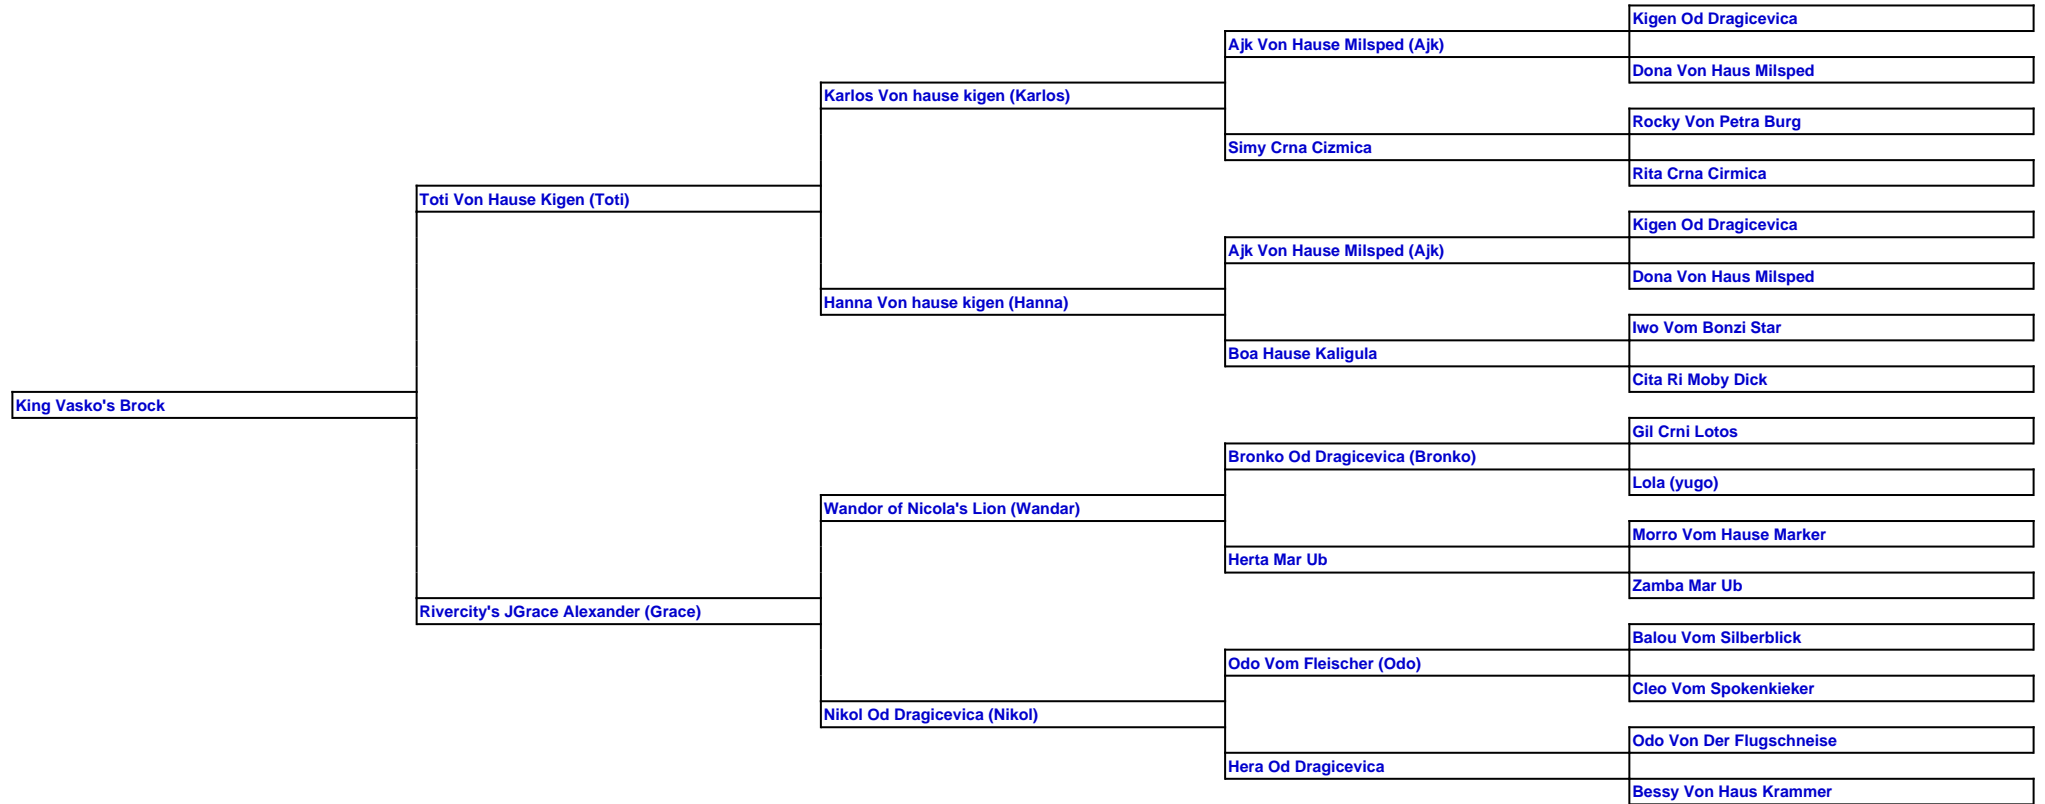 Kigen Od Dragicevica
Ajk Von Hause Milsped (Ajk)
Dona Von Haus Milsped
Karlos Von hause kigen (Karlos)
Rocky Von Petra Burg
Simy Crna Cizmica
Rita Crna Cirmica
Toti Von Hause Kigen (Toti)
Kigen Od Dragicevica
Ajk Von Hause Milsped (Ajk)
Dona Von Haus Milsped
Hanna Von hause kigen (Hanna)
Iwo Vom Bonzi Star
Boa Hause Kaligula
Cita Ri Moby Dick
King Vasko's Brock
Gil Crni Lotos
Bronko Od Dragicevica (Bronko)
Lola (yugo)
Wandor of Nicola's Lion (Wandar)
Morro Vom Hause Marker
Herta Mar Ub
Zamba Mar Ub
Rivercity's JGrace Alexander (Grace)
Balou Vom Silberblick
Odo Vom Fleischer (Odo)
Cleo Vom Spokenkieker
Nikol Od Dragicevica (Nikol)
Odo Von Der Flugschneise
Hera Od Dragicevica
Bessy Von Haus Krammer